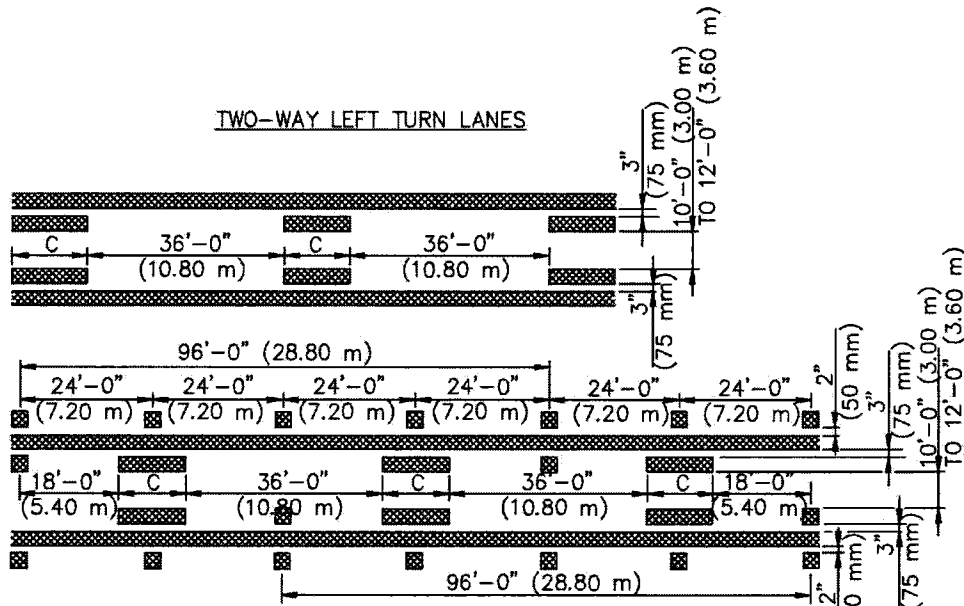 TWO-WAY LEFT TURN LANES
3"
(75 mm)
10'-0" (3.00 m)
TO 12'-0" (3.60 m)
C
36'-0"
(10.80 m)
C
36'-0"
(10.80 m)
3"
(75 mm)
96'-0" (28.80 m)
24'-0"
(7.20 m)
24'-0"
(7.20 m)
24'-0"
(7.20 m)
24'-0"
(7.20 m)
24'-0"
(7.20 m)
24'-0"
(7.20 m)
2"
(50 mm)
3"
(75 mm)
10'-0" (3.00 m)
TO 12'-0" (3.60 m)
18'-0"
(5.40 m)
C
36'-0"
(10.80 m)
C
36'-0"
(10.80 m)
C
18'-0"
(5.40 m)
96'-0" (28.80 m)
2"
0 mm)
3"
(75 mm)